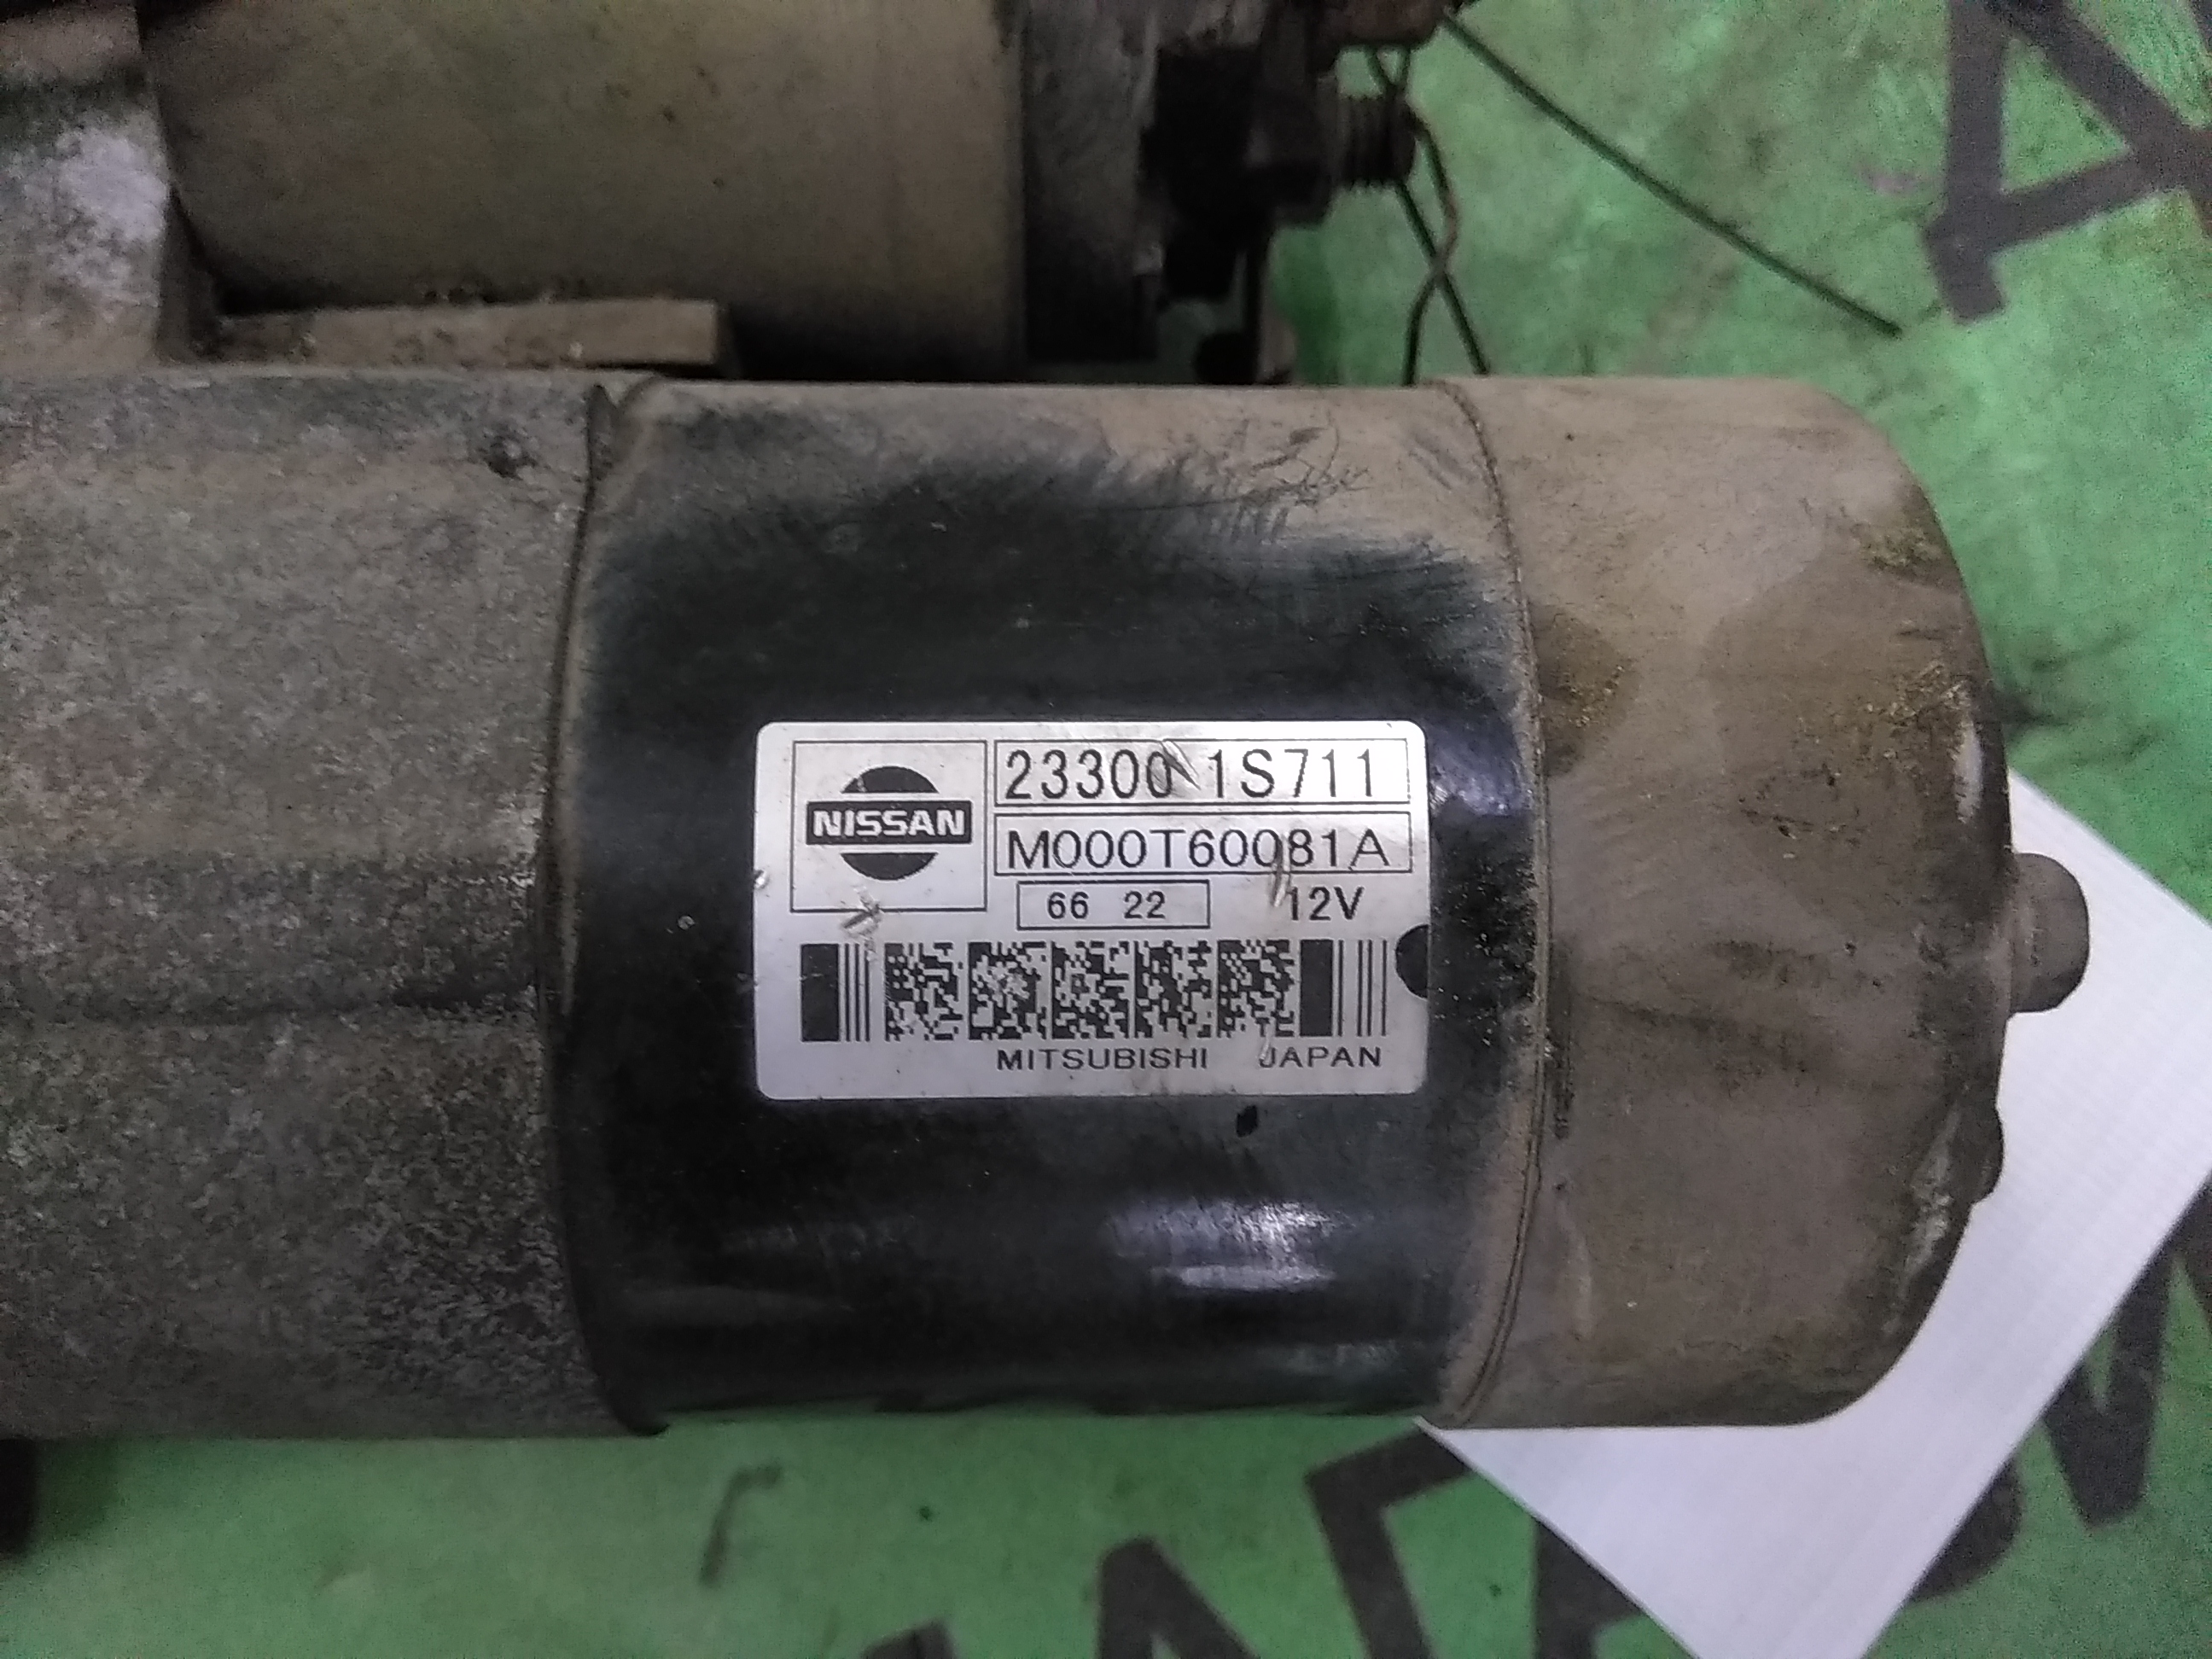 NISSAN
23300 1S711
M000T60081A
66 22 12V
MITSUBISHI JAPAN